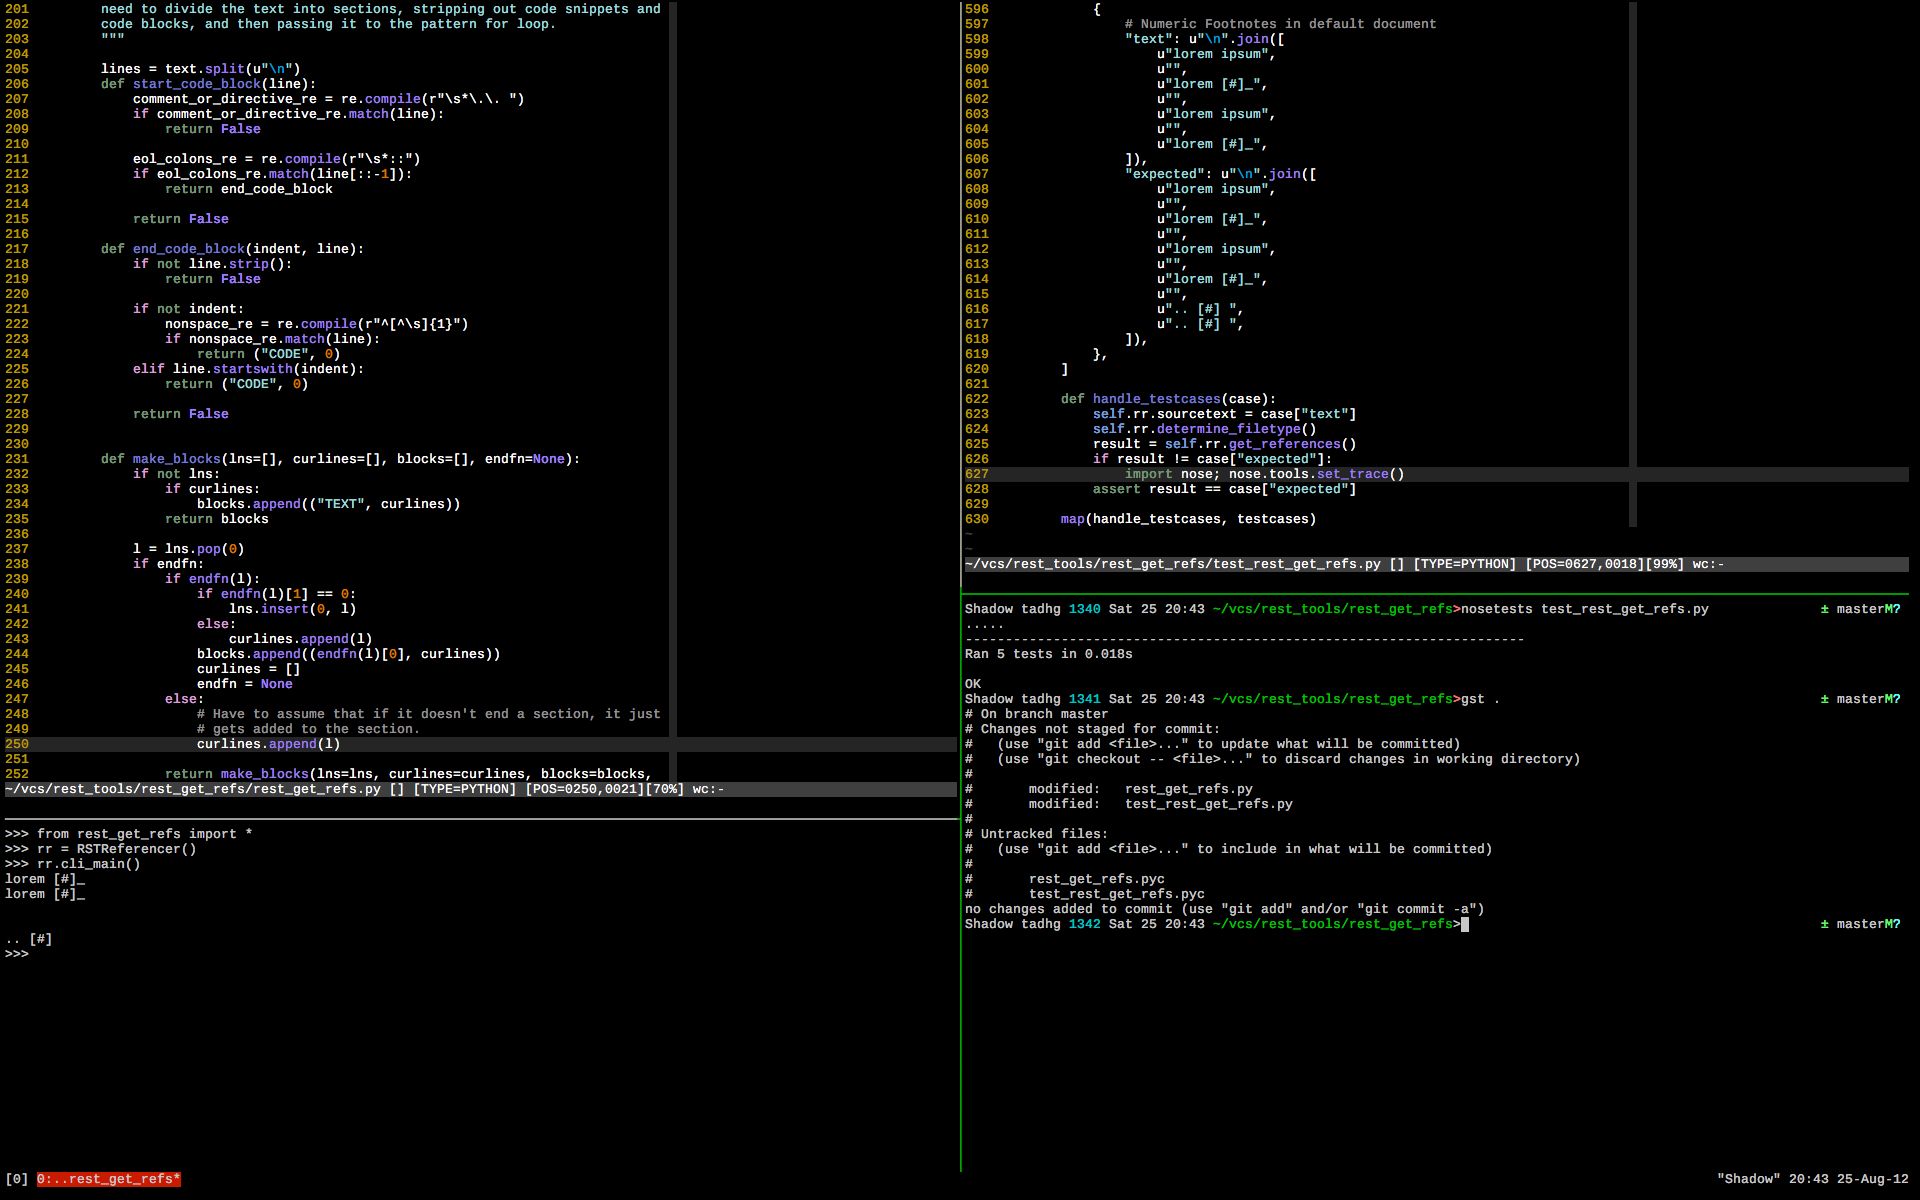 201         need to divide the text into sections, stripping out code snippets and
202         code blocks, and then passing it to the pattern for loop.
203         """
204
205         lines = text.split(u"\n")
206         def start_code_block(line):
207             comment_or_directive_re = re.compile(r"\s*\.\. ")
208             if comment_or_directive_re.match(line):
209                 return False
210
211             eol_colons_re = re.compile(r"\s*::")
212             if eol_colons_re.match(line[::-1]):
213                 return end_code_block
214
215             return False
216
217         def end_code_block(indent, line):
218             if not line.strip():
219                 return False
220
221             if not indent:
222                 nonspace_re = re.compile(r"^[^\s]{1}")
223                 if nonspace_re.match(line):
224                     return ("CODE", 0)
225             elif line.startswith(indent):
226                 return ("CODE", 0)
227
228             return False
229
230
231         def make_blocks(lns=[], curlines=[], blocks=[], endfn=None):
232             if not lns:
233                 if curlines:
234                     blocks.append(("TEXT", curlines))
235                 return blocks
236
237             l = lns.pop(0)
238             if endfn:
239                 if endfn(l):
240                     if endfn(l)[1] == 0:
241                         lns.insert(0, l)
242                     else:
243                         curlines.append(l)
244                     blocks.append((endfn(l)[0], curlines))
245                     curlines = []
246                     endfn = None
247                 else:
248                     # Have to assume that if it doesn't end a section, it just
249                     # gets added to the section.
250                     curlines.append(l)
251
252                 return make_blocks(lns=lns, curlines=curlines, blocks=blocks,
~/vcs/rest_tools/rest_get_refs/rest_get_refs.py [] [TYPE=PYTHON] [POS=0250,0021][70%] wc:-
>>> from rest_get_refs import *
>>> rr = RSTReferencer()
>>> rr.cli_main()
lorem [#]_
lorem [#]_
.. [#]
>>>
596             {
597                 # Numeric Footnotes in default document
598                 "text": u"\n".join([
599                     u"lorem ipsum",
600                     u"",
601                     u"lorem [#]_",
602                     u"",
603                     u"lorem ipsum",
604                     u"",
605                     u"lorem [#]_",
606                 ]),
607                 "expected": u"\n".join([
608                     u"lorem ipsum",
609                     u"",
610                     u"lorem [#]_",
611                     u"",
612                     u"lorem ipsum",
613                     u"",
614                     u"lorem [#]_",
615                     u"",
616                     u".. [#] ",
617                     u".. [#] ",
618                 ]),
619             },
620         ]
621
622         def handle_testcases(case):
623             self.rr.sourcetext = case["text"]
624             self.rr.determine_filetype()
625             result = self.rr.get_references()
626             if result != case["expected"]:
627                 import nose; nose.tools.set_trace()
628             assert result == case["expected"]
629
630         map(handle_testcases, testcases)
~
~
~/vcs/rest_tools/rest_get_refs/test_rest_get_refs.py [] [TYPE=PYTHON] [POS=0627,0018][99%] wc:-
Shadow tadhg 1340 Sat 25 20:43 ~/vcs/rest_tools/rest_get_refs>nosetests test_rest_get_refs.py ± masterM?
.....
----------------------------------------------------------------------
Ran 5 tests in 0.018s
OK
Shadow tadhg 1341 Sat 25 20:43 ~/vcs/rest_tools/rest_get_refs>gst . ± masterM?
# On branch master
# Changes not staged for commit:
#   (use "git add <file>..." to update what will be committed)
#   (use "git checkout -- <file>..." to discard changes in working directory)
#
#       modified:   rest_get_refs.py
#       modified:   test_rest_get_refs.py
#
# Untracked files:
#   (use "git add <file>..." to include in what will be committed)
#
#       rest_get_refs.pyc
#       test_rest_get_refs.pyc
no changes added to commit (use "git add" and/or "git commit -a")
Shadow tadhg 1342 Sat 25 20:43 ~/vcs/rest_tools/rest_get_refs> ± masterM?
[0] 0:..rest_get_refs* "Shadow" 20:43 25-Aug-12